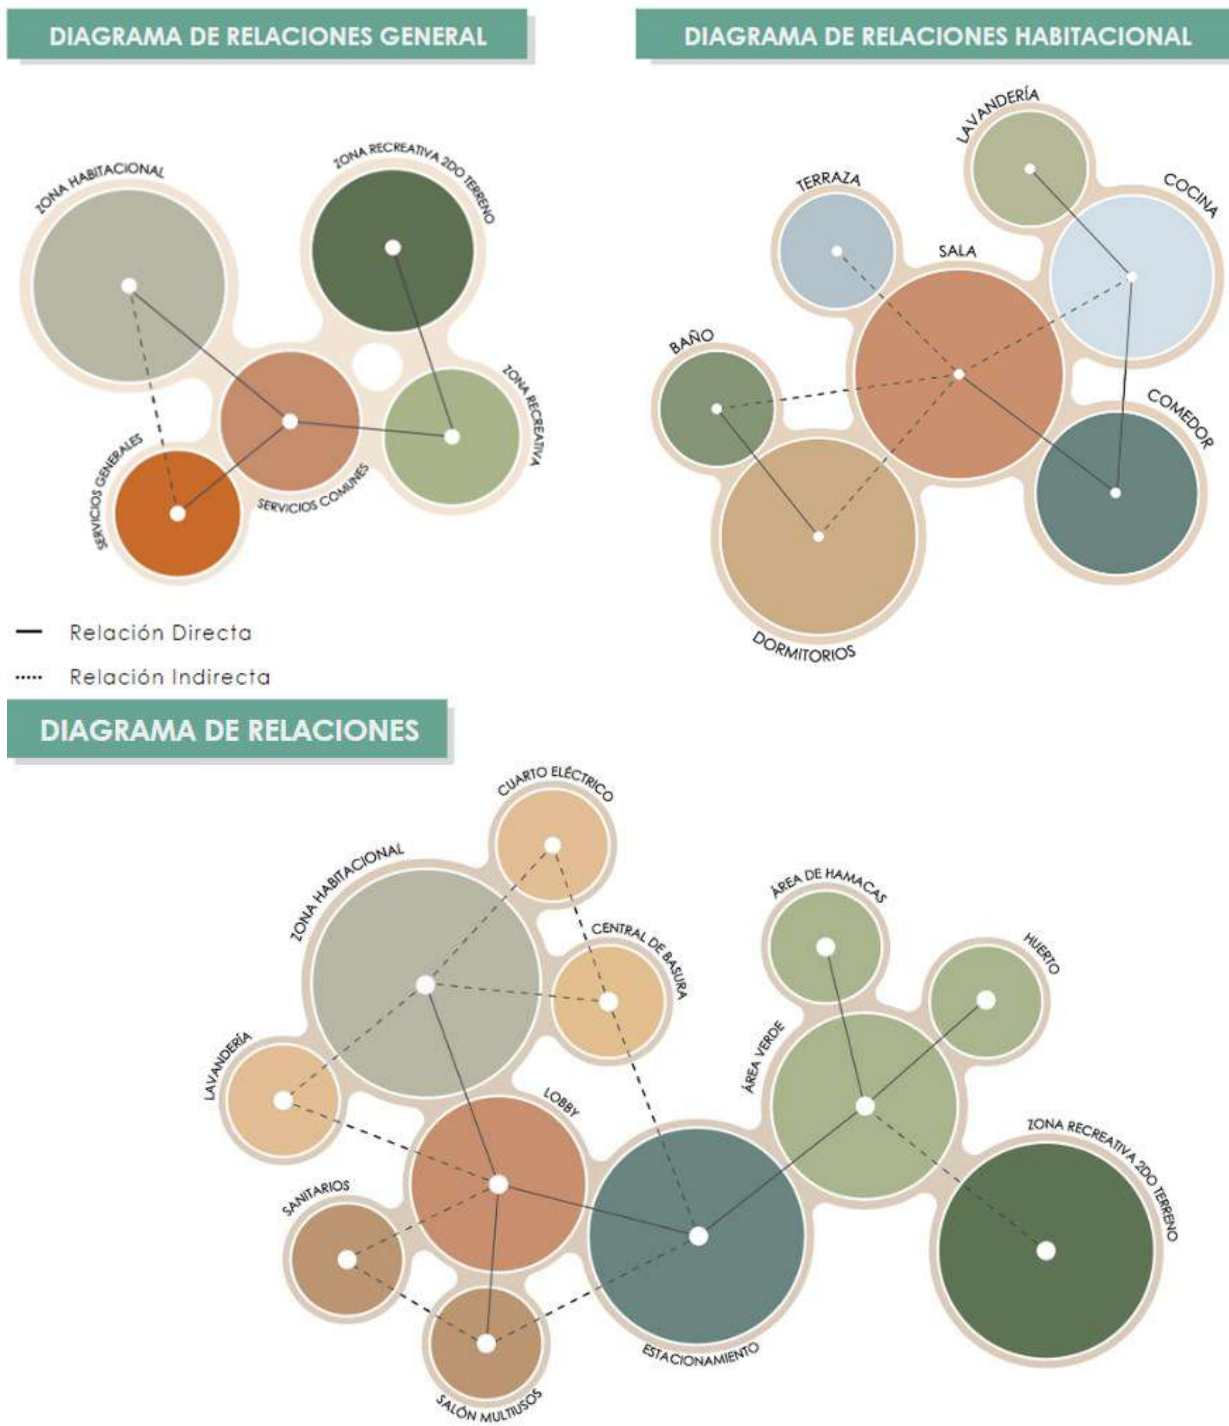 DIAGRAMA DE RELACIONES GENERAL
ZONA HABITACIONAL
ZONA RECREATIVA 2DO TERRENO
SERVICIOS GENERALES
SERVICIOS COMUNES
ZONA RECREATIVA
Relación Directa
Relación Indirecta
DIAGRAMA DE RELACIONES HABITACIONAL
LAVANDERÍA
COCINA
TERRAZA
SALA
BAÑO
COMEDOR
DORMITORIOS
DIAGRAMA DE RELACIONES
CUARTO ELÉCTRICO
ZONA HABITACIONAL
CENTRAL DE BASURA
ÁREA DE HAMACAS
HUERTO
LAVANDERÍA
LOBBY
ÁREA VERDE
ZONA RECREATIVA 2DO TERRENO
SANITARIOS
ESTACIONAMIENTO
SALÓN MULTIUSOS